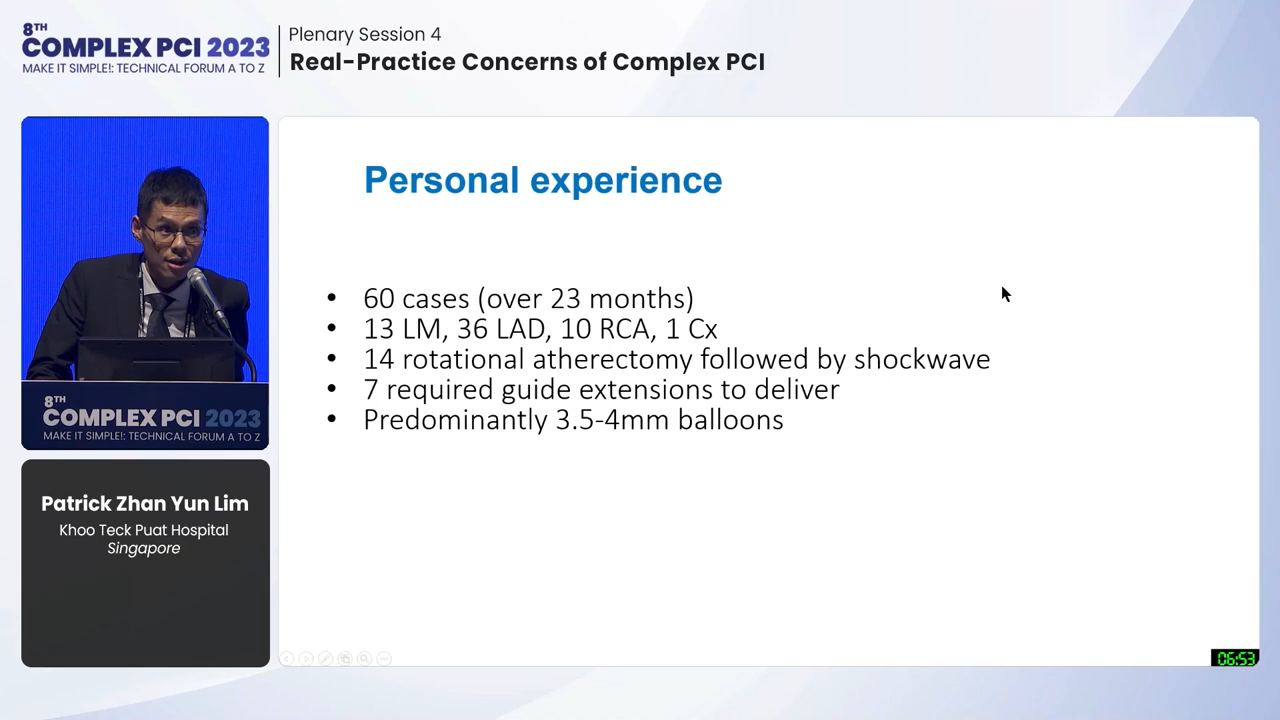 8TH
COMPLEX PCI 2023
MAKE IT SIMPLE!: TECHNICAL FORUM A TO Z
Plenary Session 4
Real-Practice Concerns of Complex PCI
Personal experience
• 60 cases (over 23 months)
• 13 LM, 36 LAD, 10 RCA, 1 Cx
• 14 rotational atherectomy followed by shockwave
• 7 required guide extensions to deliver
• Predominantly 3.5-4mm balloons
8TH
COMPLEX PCI 2023
MAKE IT SIMPLE!: TECHNICAL FORUM A TO Z
Patrick Zhan Yun Lim
Khoo Teck Puat Hospital
Singapore
06:53